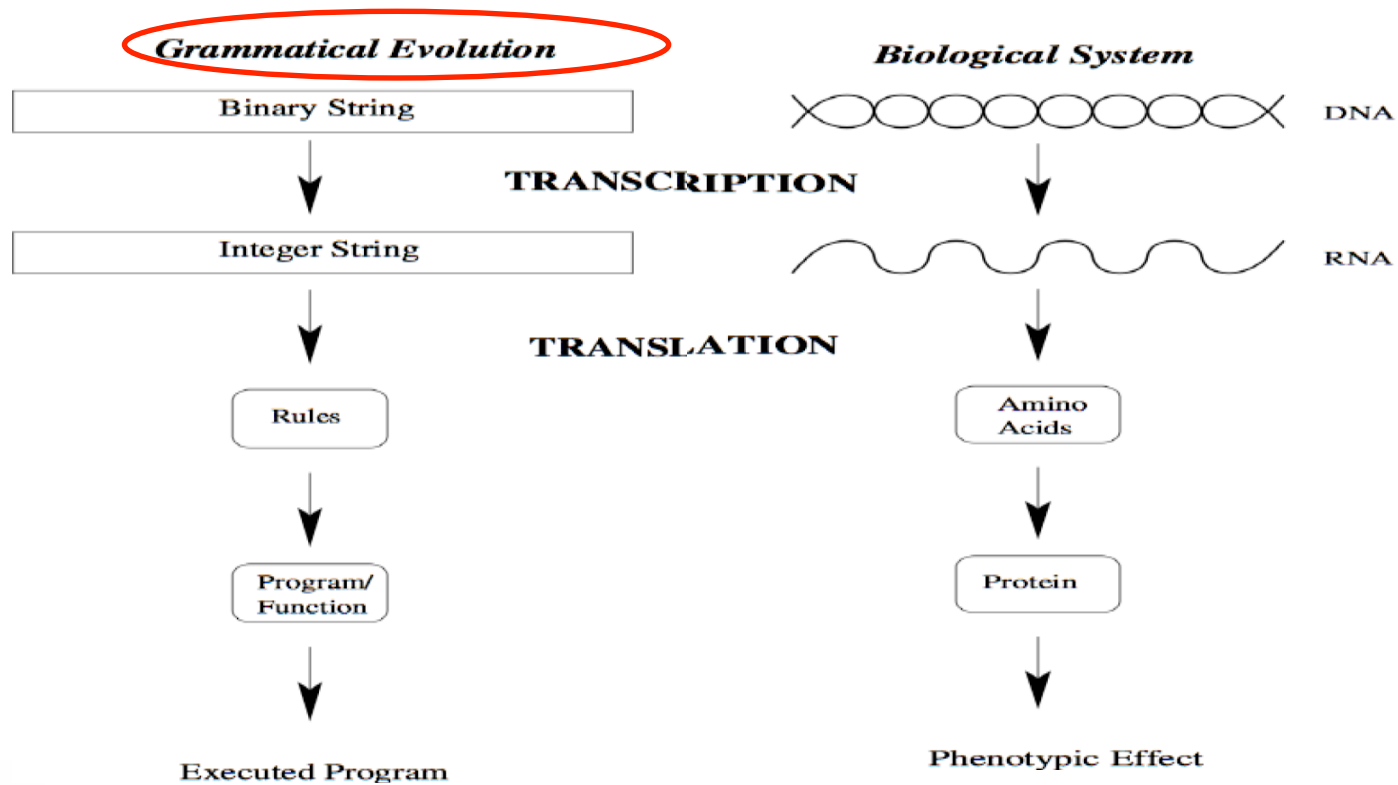 Grammatical Evolution
Biological System
Binary String
DNA
TRANSCRIPTION
Integer String
RNA
TRANSLATION
Rules
Amino
Acids
Program/
Function
Protein
Executed Program
Phenotypic Effect